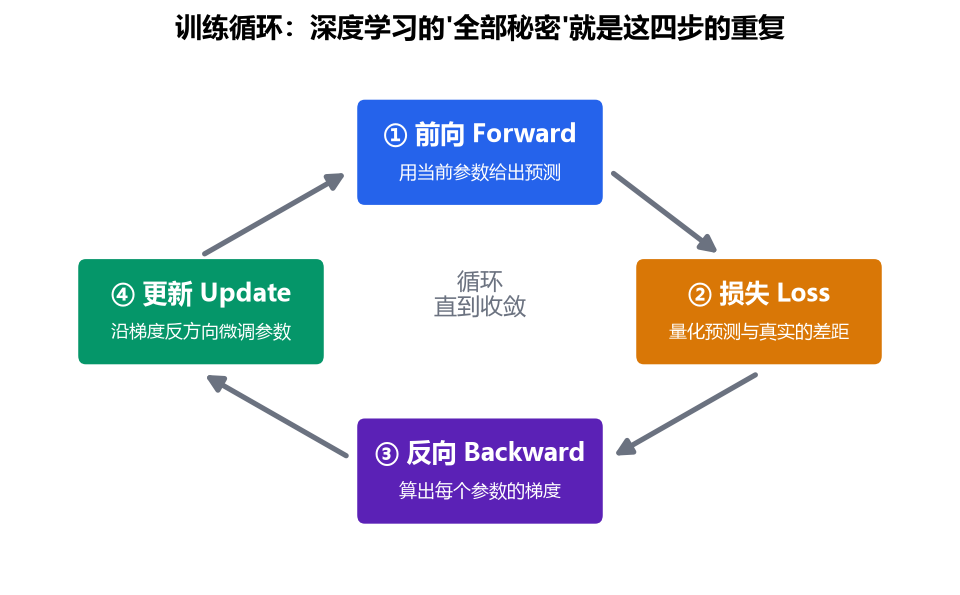 训练循环：深度学习的'全部秘密'就是这四步的重复
① 前向 Forward
用当前参数给出预测
② 损失 Loss
量化预测与真实的差距
③ 反向 Backward
算出每个参数的梯度
④ 更新 Update
沿梯度反方向微调参数
循环
直到收敛